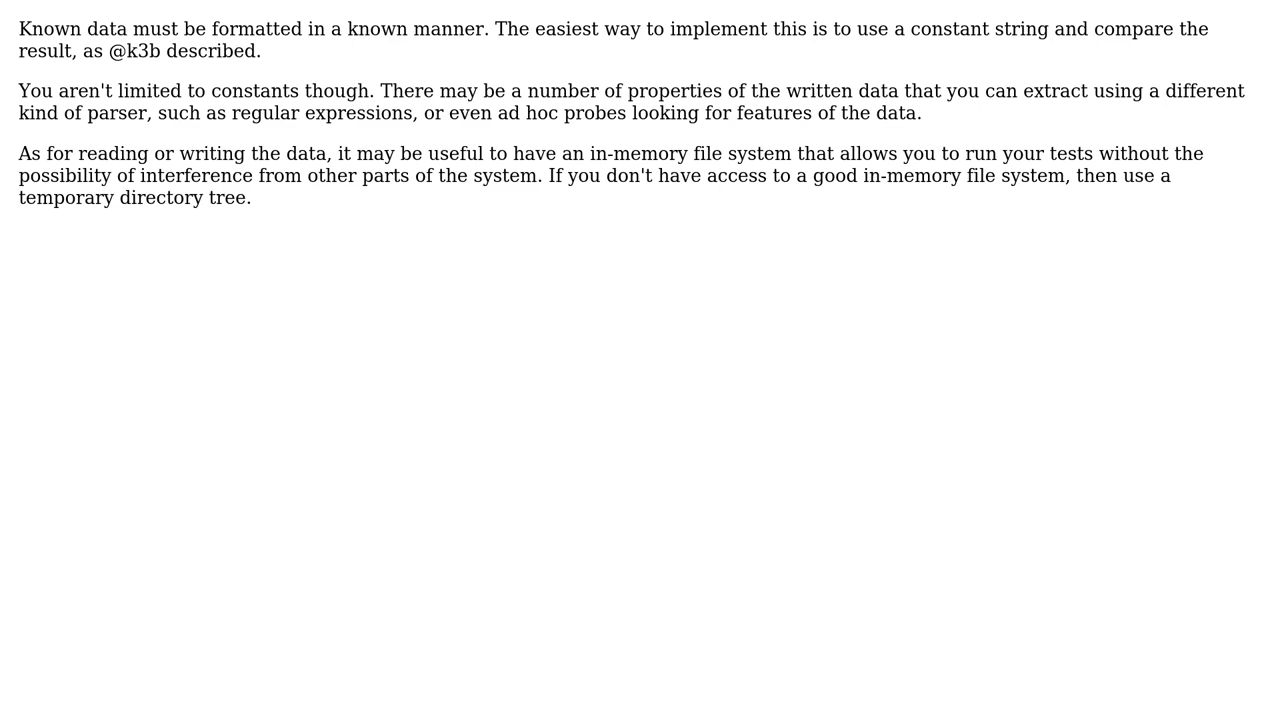 Known data must be formatted in a known manner. The easiest way to implement this is to use a constant string and compare the
result, as @k3b described.
You aren't limited to constants though. There may be a number of properties of the written data that you can extract using a different
kind of parser, such as regular expressions, or even ad hoc probes looking for features of the data.
As for reading or writing the data, it may be useful to have an in-memory file system that allows you to run your tests without the
possibility of interference from other parts of the system. If you don't have access to a good in-memory file system, then use a
temporary directory tree.